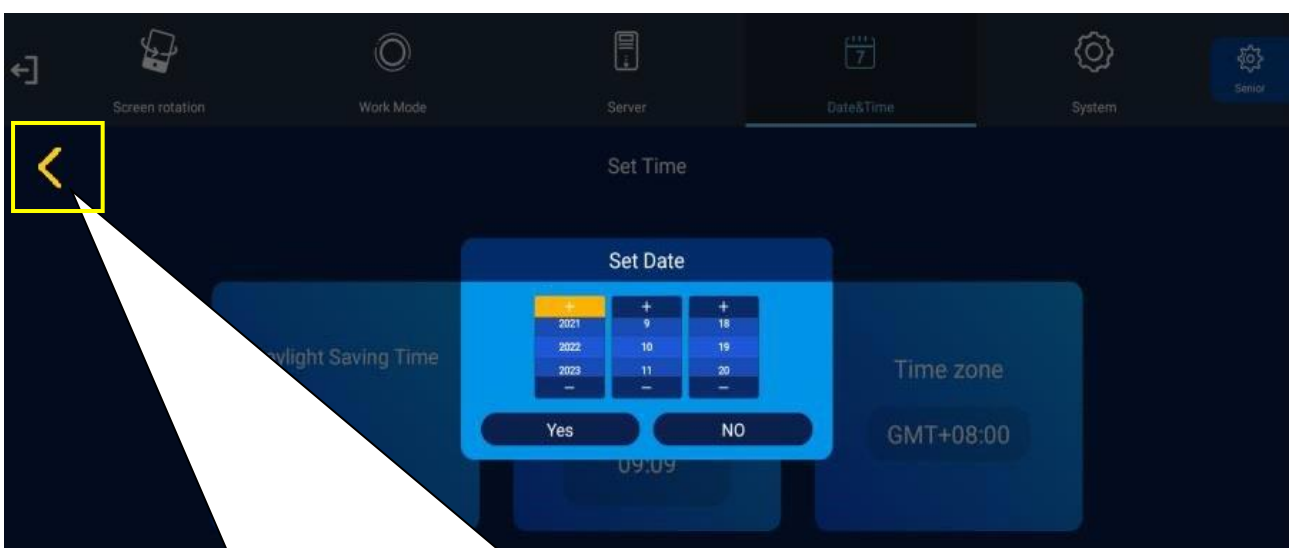 7
Screen rotation
Work Mode
Server
Date&Time
System
Senior
Set Time
Set Date
+ + +
2021 9 18
2022 10 19
2023 11 20
— — —
Yes NO
ylight Saving Time
Time zone
GMT+08:00
09:09